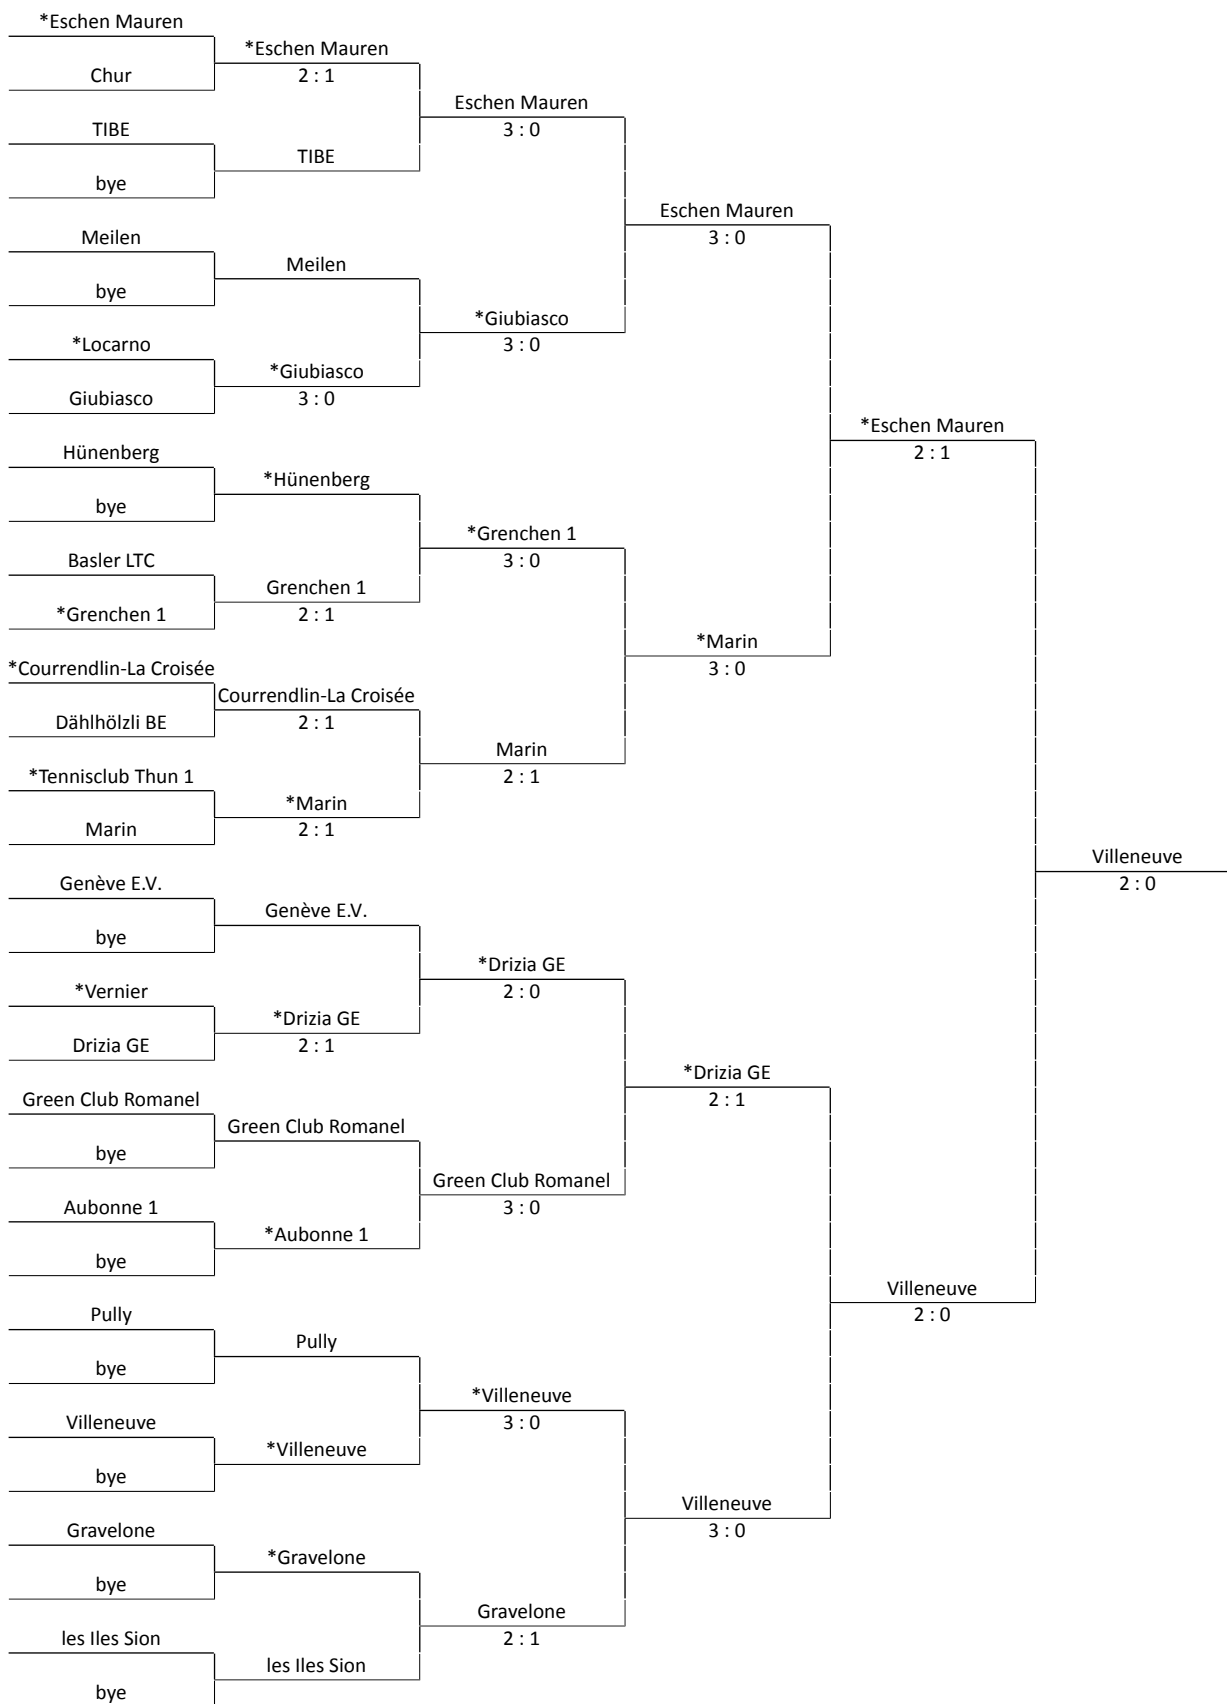 *Eschen Mauren
Chur
TIBE
bye
Meilen
bye
*Locarno
Giubiasco
Hünenberg
bye
Basler LTC
*Grenchen 1
*Courrendlin-La Croisée
Dählhölzli BE
*Tennisclub Thun 1
Marin
Genève E.V.
bye
*Vernier
Drizia GE
Green Club Romanel
bye
Aubonne 1
bye
Pully
bye
Villeneuve
bye
Gravelone
bye
les Iles Sion
bye
*Eschen Mauren
2 : 1
TIBE
Meilen
*Giubiasco
3 : 0
*Hünenberg
Grenchen 1
2 : 1
Courrendlin-La Croisée
2 : 1
*Marin
2 : 1
Genève E.V.
*Drizia GE
2 : 1
Green Club Romanel
*Aubonne 1
Pully
*Villeneuve
*Gravelone
les Iles Sion
Eschen Mauren
3 : 0
*Giubiasco
3 : 0
*Grenchen 1
3 : 0
Marin
2 : 1
*Drizia GE
2 : 0
Green Club Romanel
3 : 0
*Villeneuve
3 : 0
Gravelone
2 : 1
Eschen Mauren
3 : 0
*Marin
3 : 0
*Drizia GE
2 : 1
Villeneuve
3 : 0
*Eschen Mauren
2 : 1
Villeneuve
2 : 0
Villeneuve
2 : 0